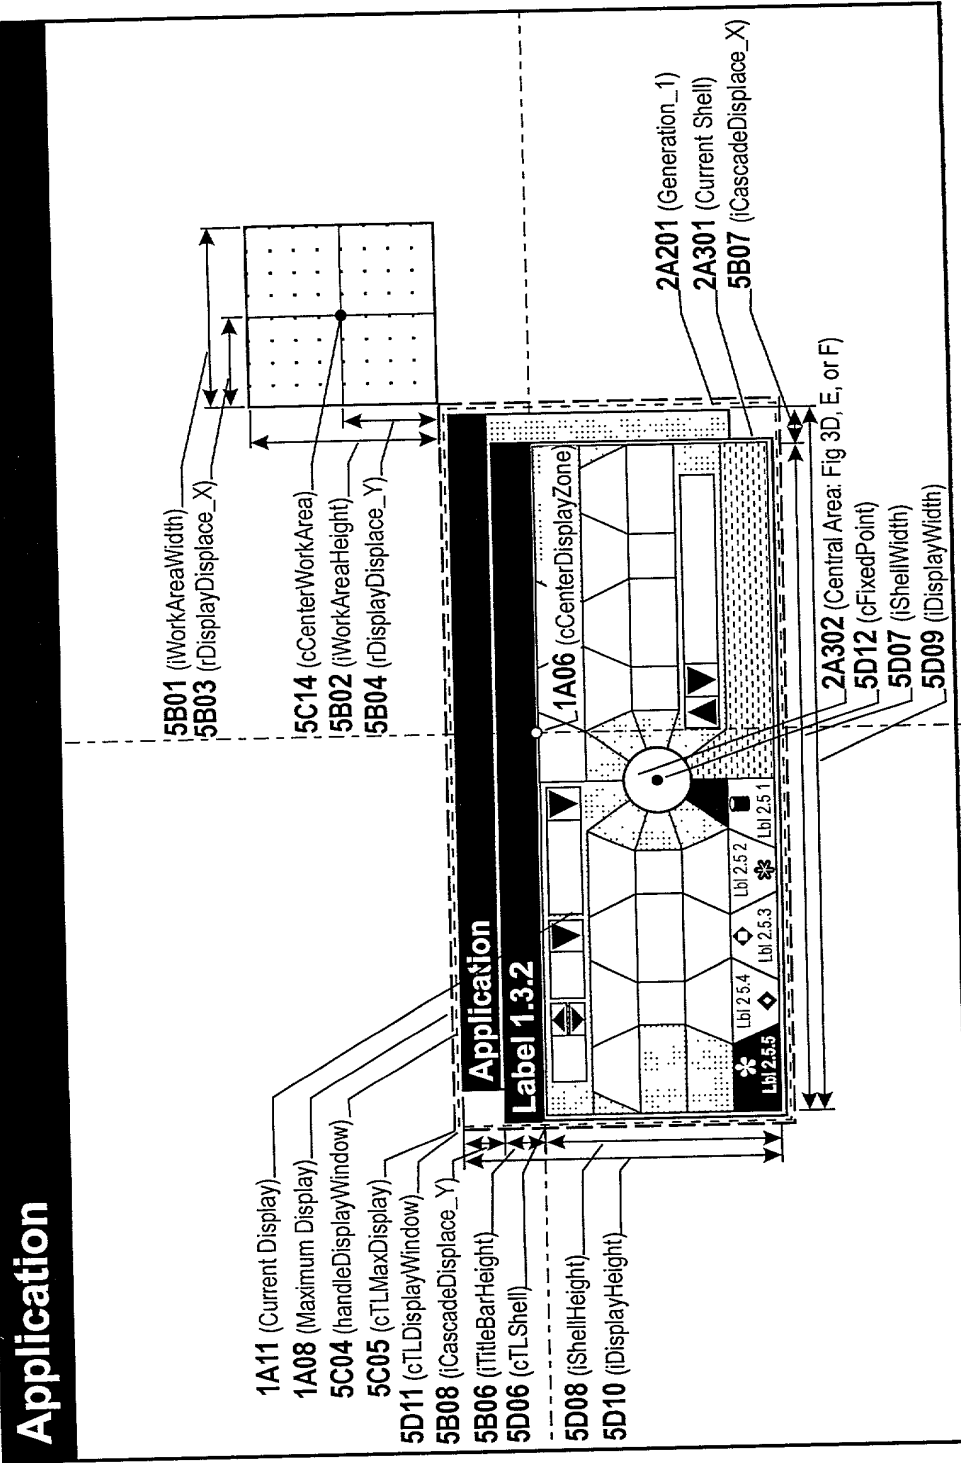 Application
5B01 (iWorkAreaWidth)
5B03 (rDisplayDisplace_X)
5C14 (cCenterWorkArea)
5B02 (iWorkAreaHeight)
5B04 (rDisplayDisplace_Y)
1A11 (Current Display)
1A08 (Maximum Display)
5C04 (handleDisplayWindow)
5C05 (cTLMaxDisplay)
5D11 (cTLDisplayWindow)
5B08 (iCascadeDisplace_Y)
5B06 (iTitleBarHeight)
5D06 (cTLShell)
5D08 (iShellHeight)
5D10 (iDisplayHeight)
Application
Label 1.3.2
1A06 (cCenterDisplayZone)
Lbl 2.5.5
Lbl 2 5.4
Lbl 2.5.3
Lbl 2.5 2
Lbl 2.5 1
2A201 (Generation_1)
2A301 (Current Shell)
5B07 (iCascadeDisplace_X)
2A302 (Central Area: Fig 3D, E, or F)
5D12 (cFixedPoint)
5D07 (iShellWidth)
5D09 (iDisplayWidth)